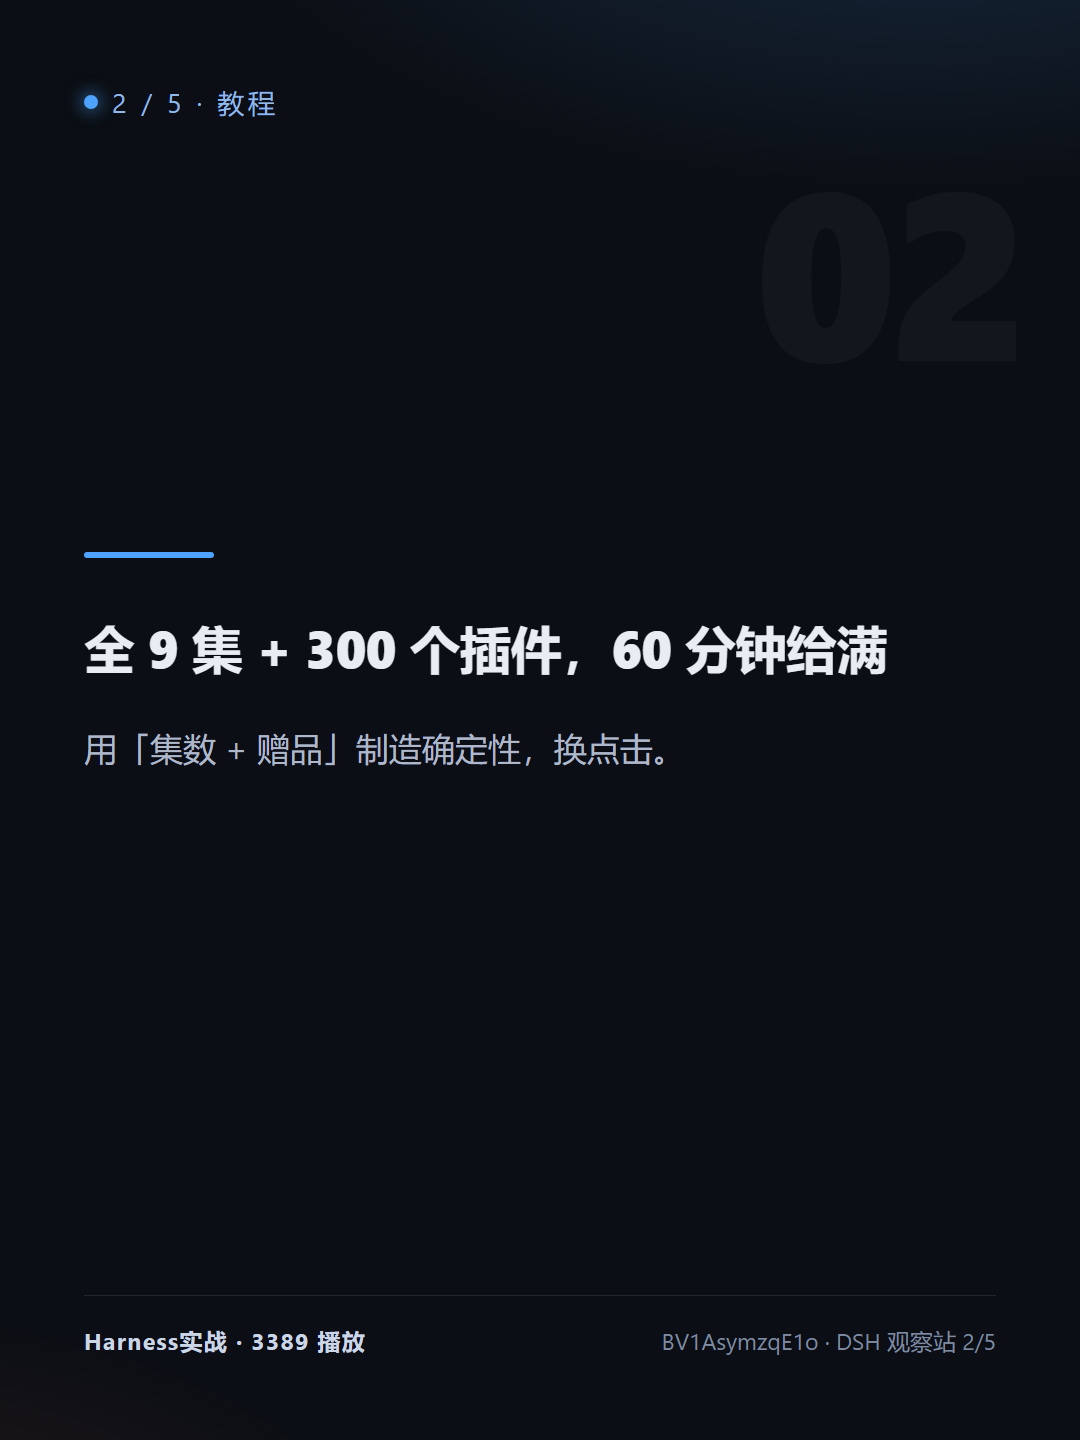 2 / 5 · 教程
02
全 9 集 + 300 个插件，60 分钟给满
用「集数 + 赠品」制造确定性，换点击。
Harness实战 · 3389 播放
BV1AsymzqE1o · DSH 观察站 2/5